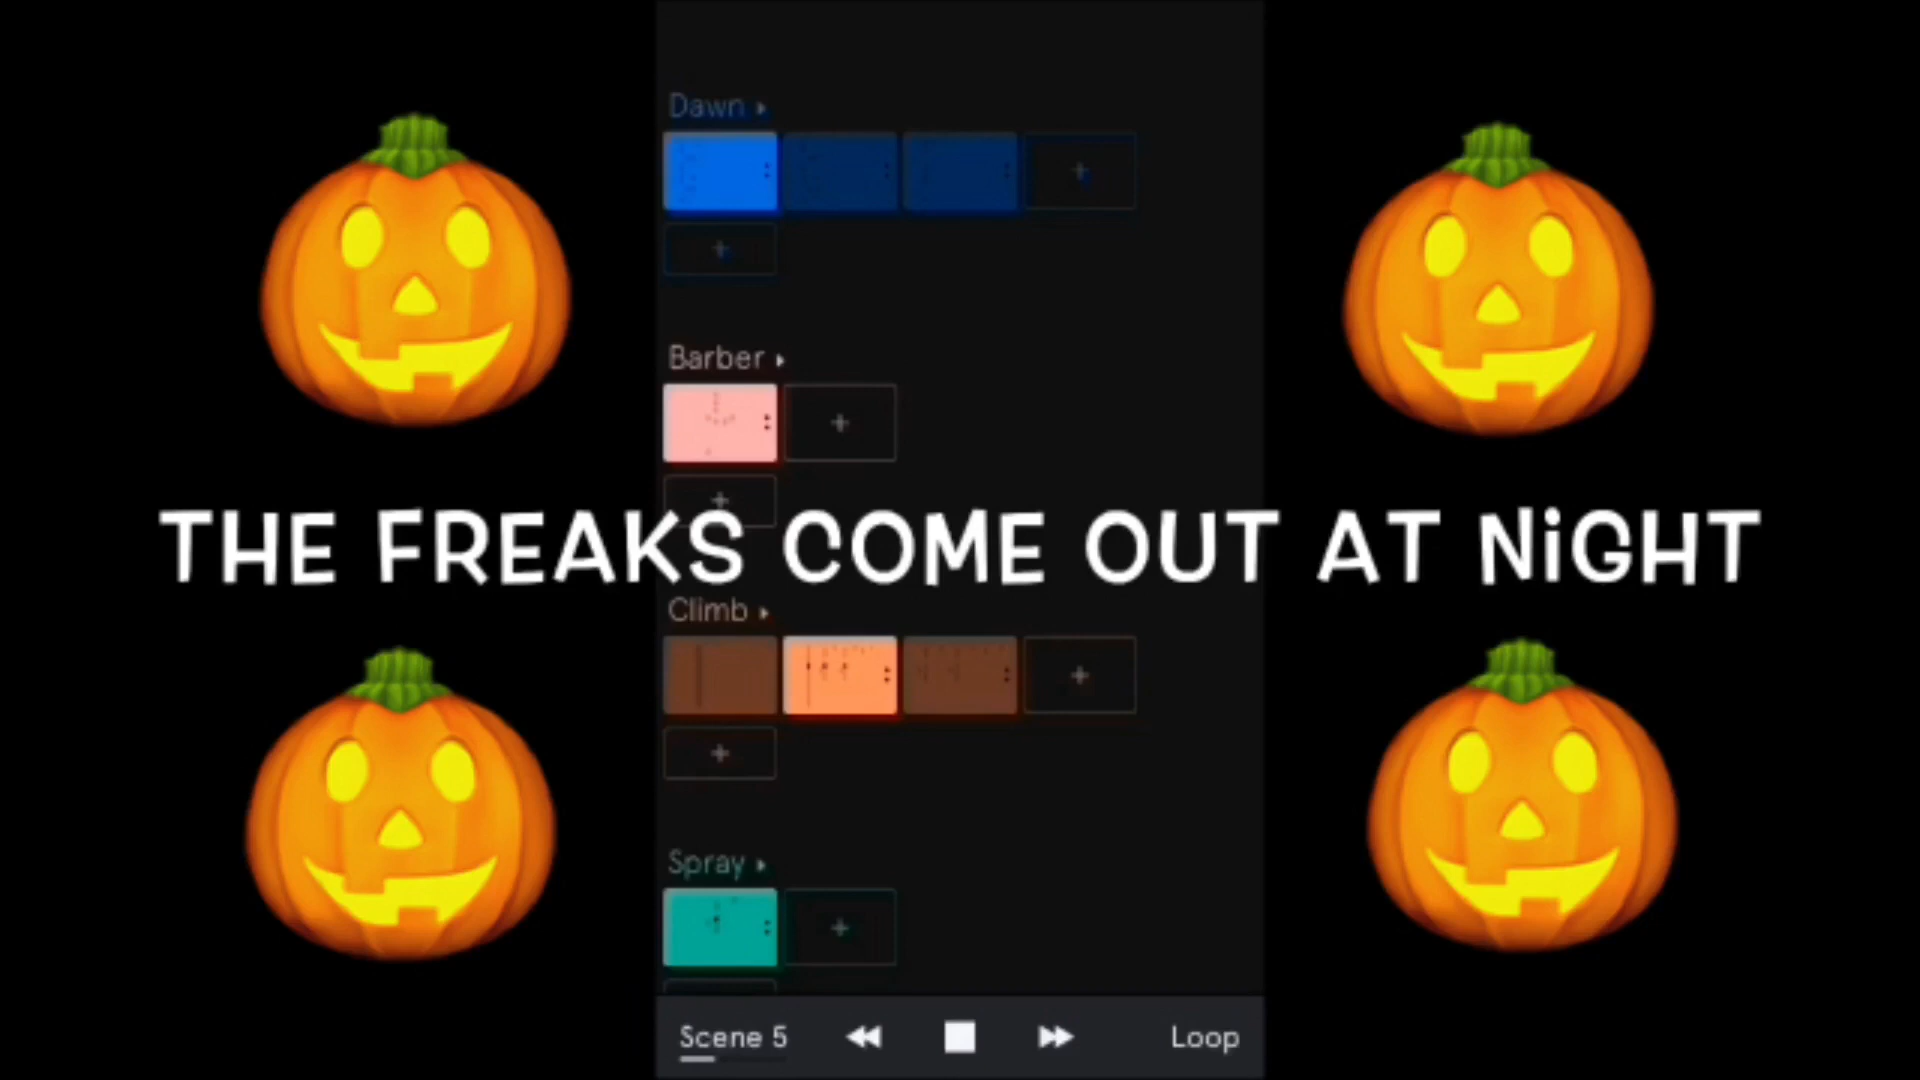 Dawn
Barber
THE FREAKS COME OUT AT NiGHT
Climb
Spray
Scene 5
Loop